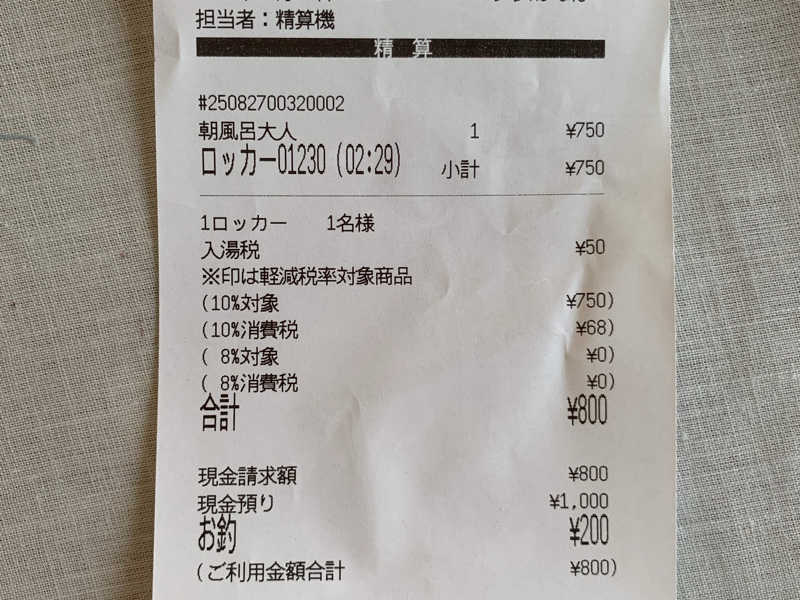 担当者：精算機
精 算
#25082700320002
朝風呂大人 1 ¥750
ロッカー01230 (02:29) 小計 ¥750
1ロッカー 1名様
入湯税 ¥50
※印は軽減税率対象商品
(10%対象 ¥750)
(10%消費税 ¥68)
( 8%対象 ¥0)
( 8%消費税 ¥0)
合計 ¥800
現金請求額 ¥800
現金預り ¥1,000
お釣 ¥200
(ご利用金額合計 ¥800)